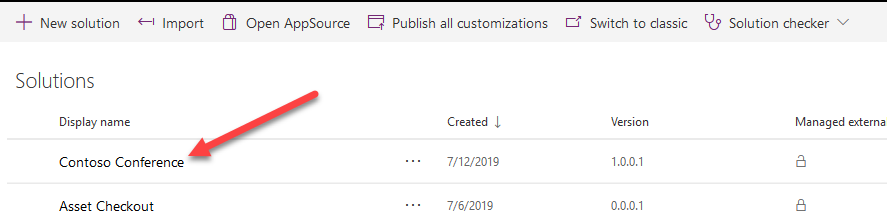 New solution Import Open AppSource Publish all customizations Switch to classic Solution checker
Solutions
Display name Created Version Managed externa
Contoso Conference ... 7/12/2019 1.0.0.1
Asset Checkout ... 7/6/2019 0.0.0.1